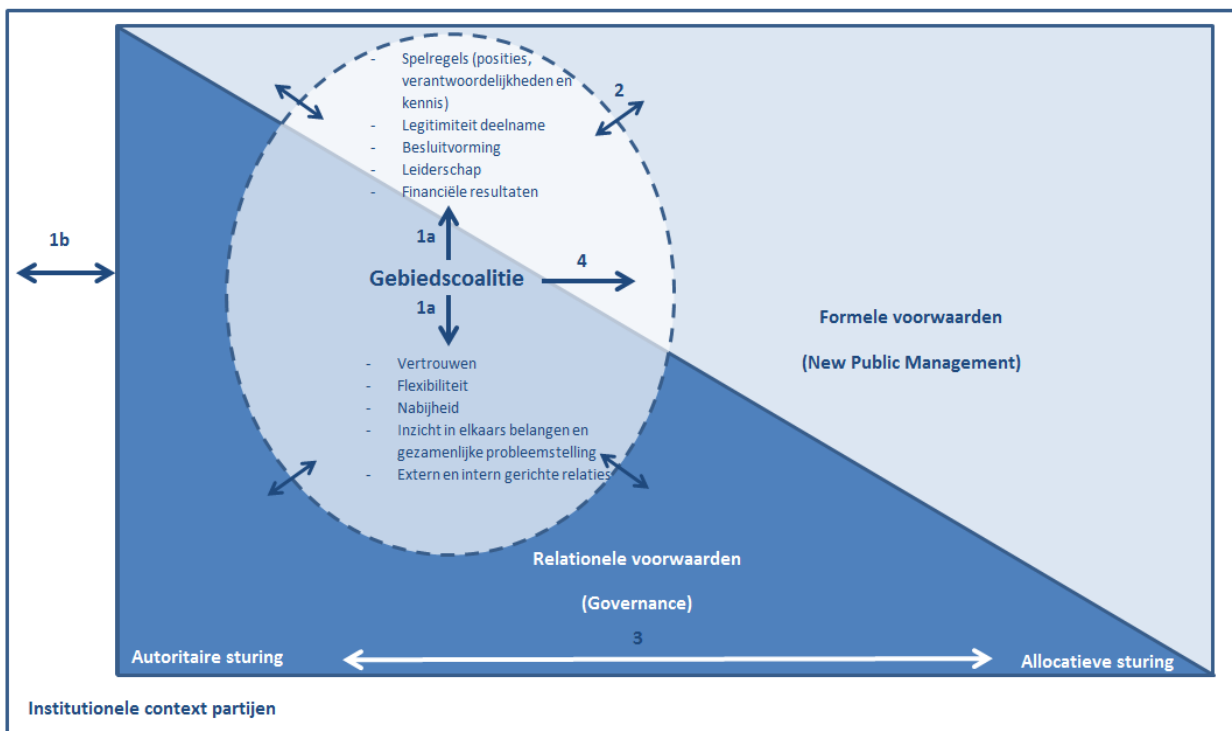 - Spelregels (posities,
verantwoordelijkheden en
kennis)
- Legitimiteit deelname
- Besluitvorming
- Leiderschap
- Financiële resultaten
2
1b
1a
4
Gebiedscoalitie
1a
Formele voorwaarden
(New Public Management)
- Vertrouwen
- Flexibiliteit
- Nabijheid
- Inzicht in elkaars belangen en
gezamenlijke probleemstelling
- Extern en intern gerichte relaties
Relationele voorwaarden
(Governance)
3
Autoritaire sturing
Allocatieve sturing
Institutionele context partijen